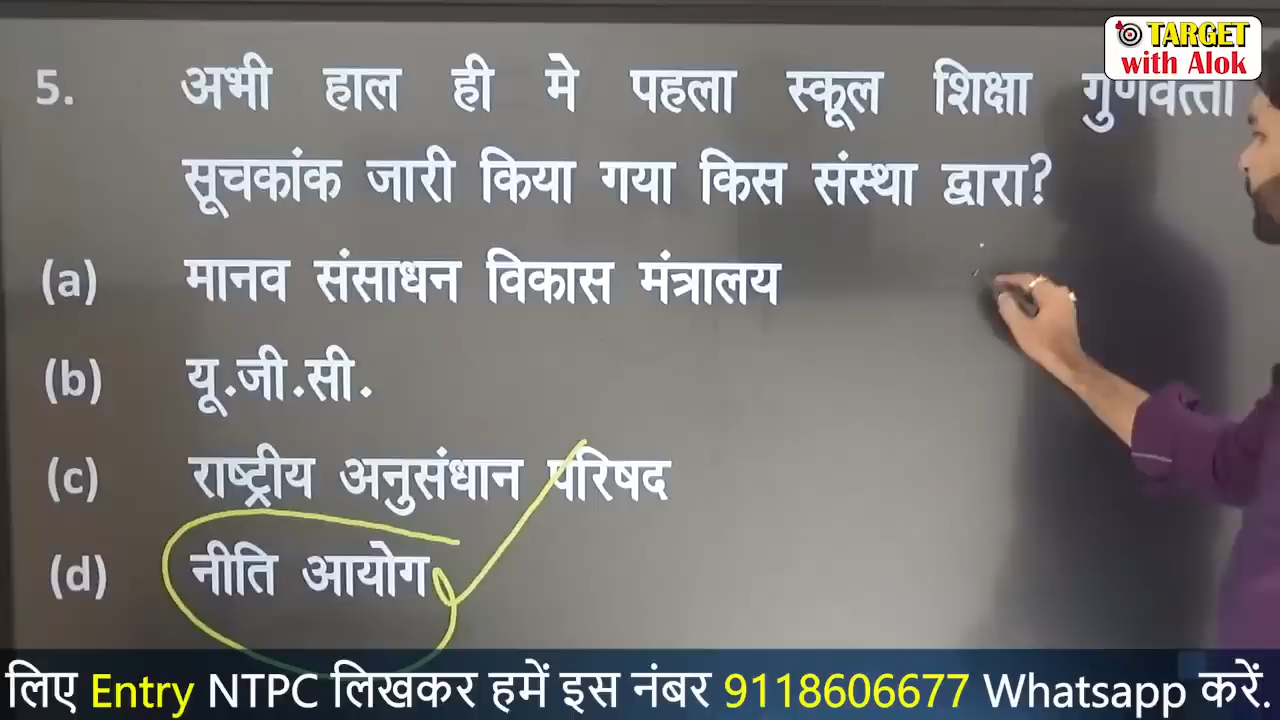 TARGET
with Alok
5. अभी हाल ही मे पहला स्कूल शिक्षा गुणवत्ता
सूचकांक जारी किया गया किस संस्था द्वारा?
(a) मानव संसाधन विकास मंत्रालय
(b) यू.जी.सी.
(c) राष्ट्रीय अनुसंधान परिषद
(d) नीति आयोग
लिए Entry NTPC लिखकर हमें इस नंबर 9118606677 Whatsapp करें.